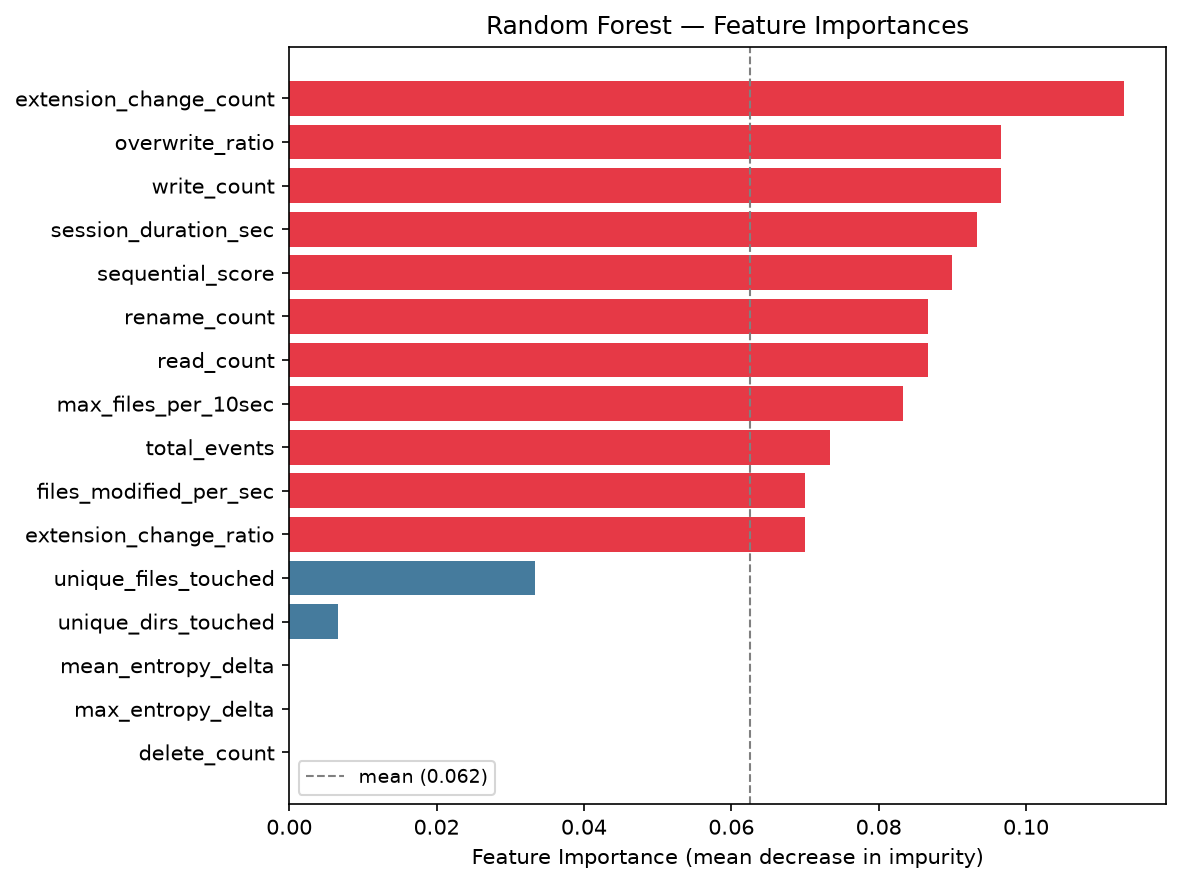 Random Forest — Feature Importances
extension_change_count
overwrite_ratio
write_count
session_duration_sec
sequential_score
rename_count
read_count
max_files_per_10sec
total_events
files_modified_per_sec
extension_change_ratio
unique_files_touched
unique_dirs_touched
mean_entropy_delta
max_entropy_delta
delete_count
mean (0.062)
0.00 0.02 0.04 0.06 0.08 0.10
Feature Importance (mean decrease in impurity)